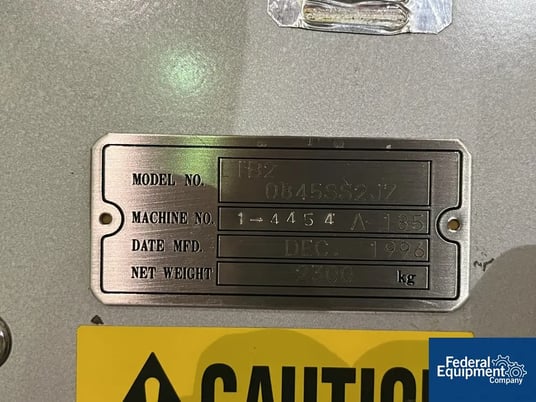 MODEL NO. LTB2
0845SS2J7
MACHINE NO. 1-4454 A 185
DATE MFD. DEC. 1996
NET WEIGHT 2300 kg
CAUTION
Federal
Equipment
Company